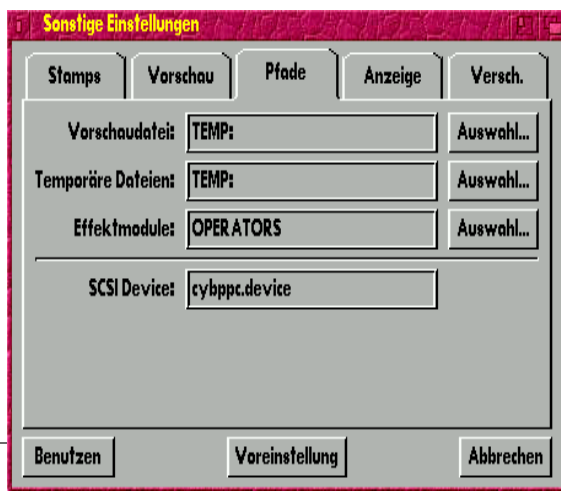 Sonstige Einstellungen
Stamps Vorschau Pfade Anzeige Versch.
Vorschaudatei: TEMP: Auswahl...
Temporäre Dateien: TEMP: Auswahl...
Effektmodule: OPERATORS Auswahl...
SCSI Device: cybppc.device
Benutzen Voreinstellung Abbrechen